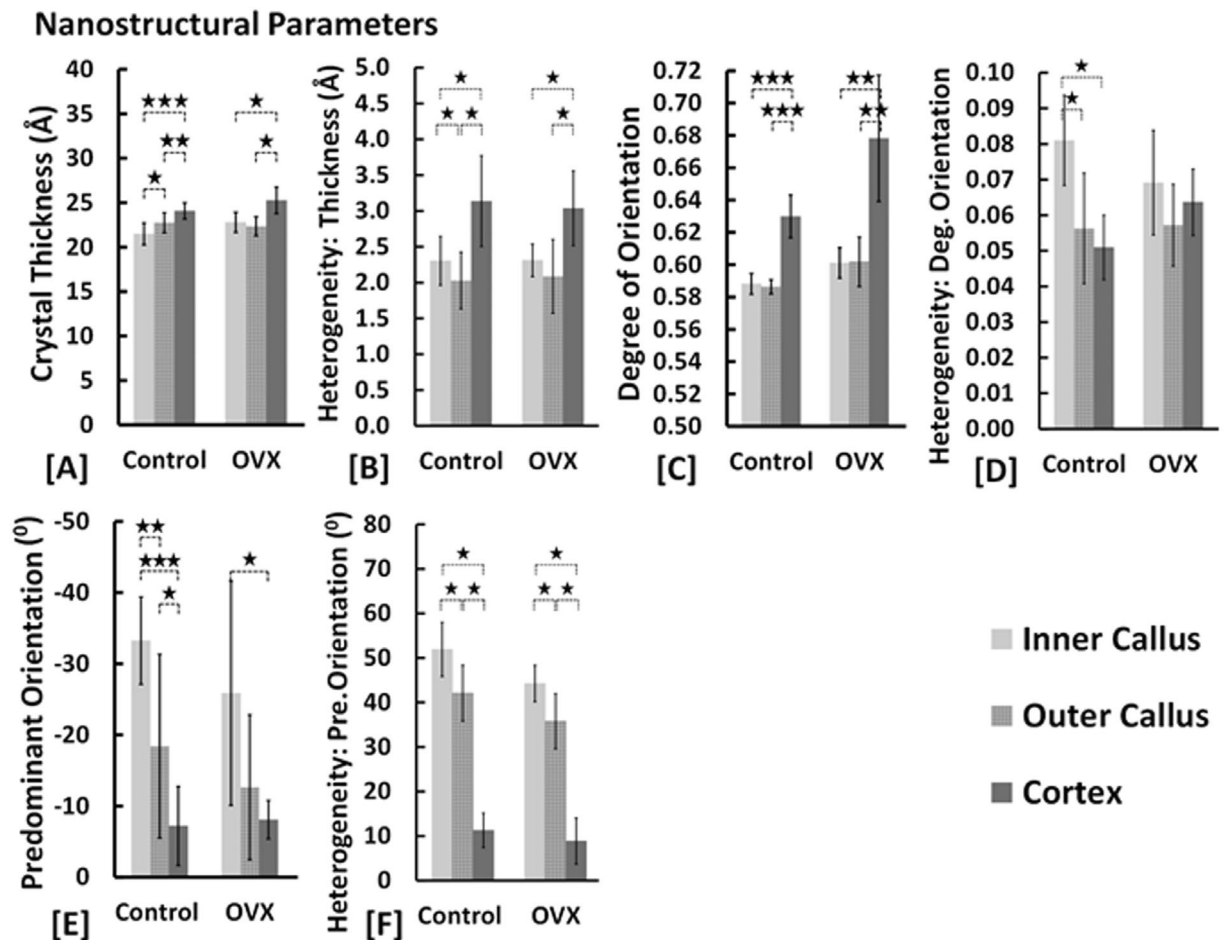 Nanostructural Parameters
Crystal Thickness (Å)
40
35
30
25
20
15
10
5
0
★★★
★★
★
★
★
[A]
Control
OVX
Heterogeneity: Thickness (Å)
5.0
4.5
4.0
3.5
3.0
2.5
2.0
1.5
1.0
0.5
0.0
★
★ ★
★
★
[B]
Control
OVX
Degree of Orientation
0.72
0.70
0.68
0.66
0.64
0.62
0.60
0.58
0.56
0.54
0.52
0.50
★★★
★★★
★★
★★
[C]
Control
OVX
Heterogeneity: Deg. Orientation
0.10
0.09
0.08
0.07
0.06
0.05
0.04
0.03
0.02
0.01
0.00
★
★
[D]
Control
OVX
Predominant Orientation (⁰)
-50
-40
-30
-20
-10
0
★★
★★★
★
★
[E]
Control
OVX
Heterogeneity: Pre.Orientation (⁰)
80
70
60
50
40
30
20
10
0
★
★ ★
★
★ ★
[F]
Control
OVX
Inner Callus
Outer Callus
Cortex